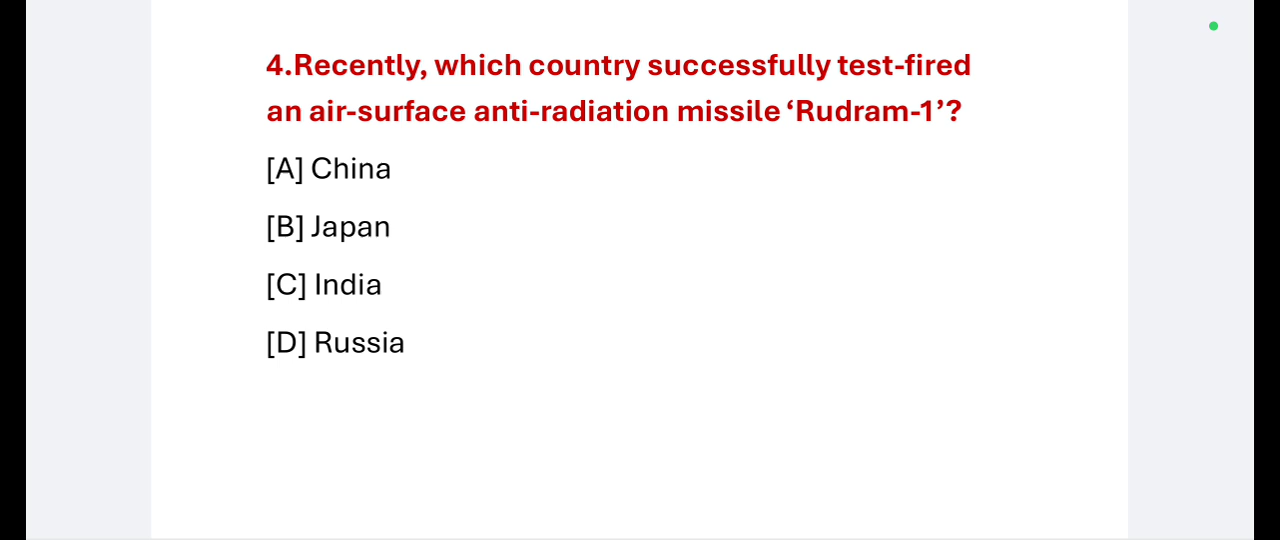 4.Recently, which country successfully test-fired
an air-surface anti-radiation missile ‘Rudram-1’?
[A] China
[B] Japan
[C] India
[D] Russia